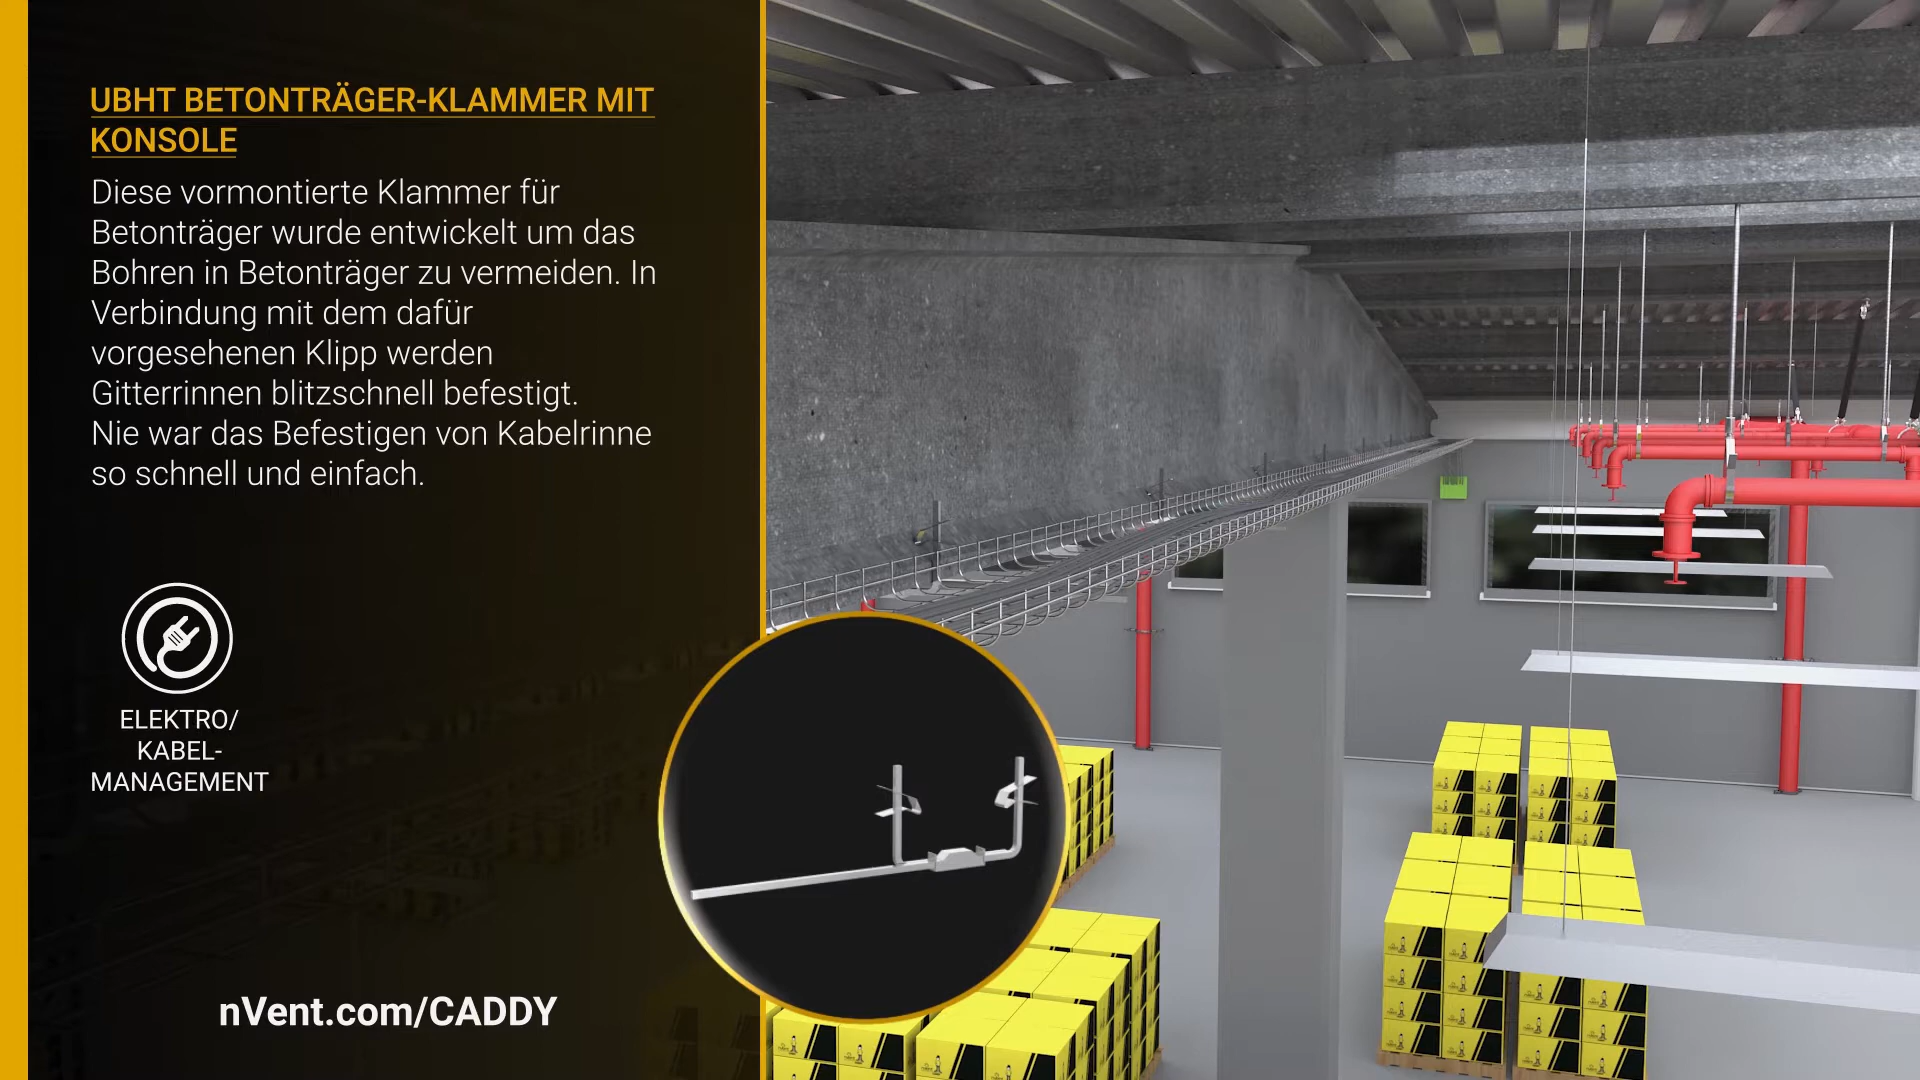 UBHT BETONTRÄGER-KLAMMER MIT
KONSOLE
Diese vormontierte Klammer für
Betonträger wurde entwickelt um das
Bohren in Betonträger zu vermeiden. In
Verbindung mit dem dafür
vorgesehenen Klipp werden
Gitterrinnen blitzschnell befestigt.
Nie war das Befestigen von Kabelrinne
so schnell und einfach.
ELEKTRO/
KABEL-
MANAGEMENT
nVent.com/CADDY